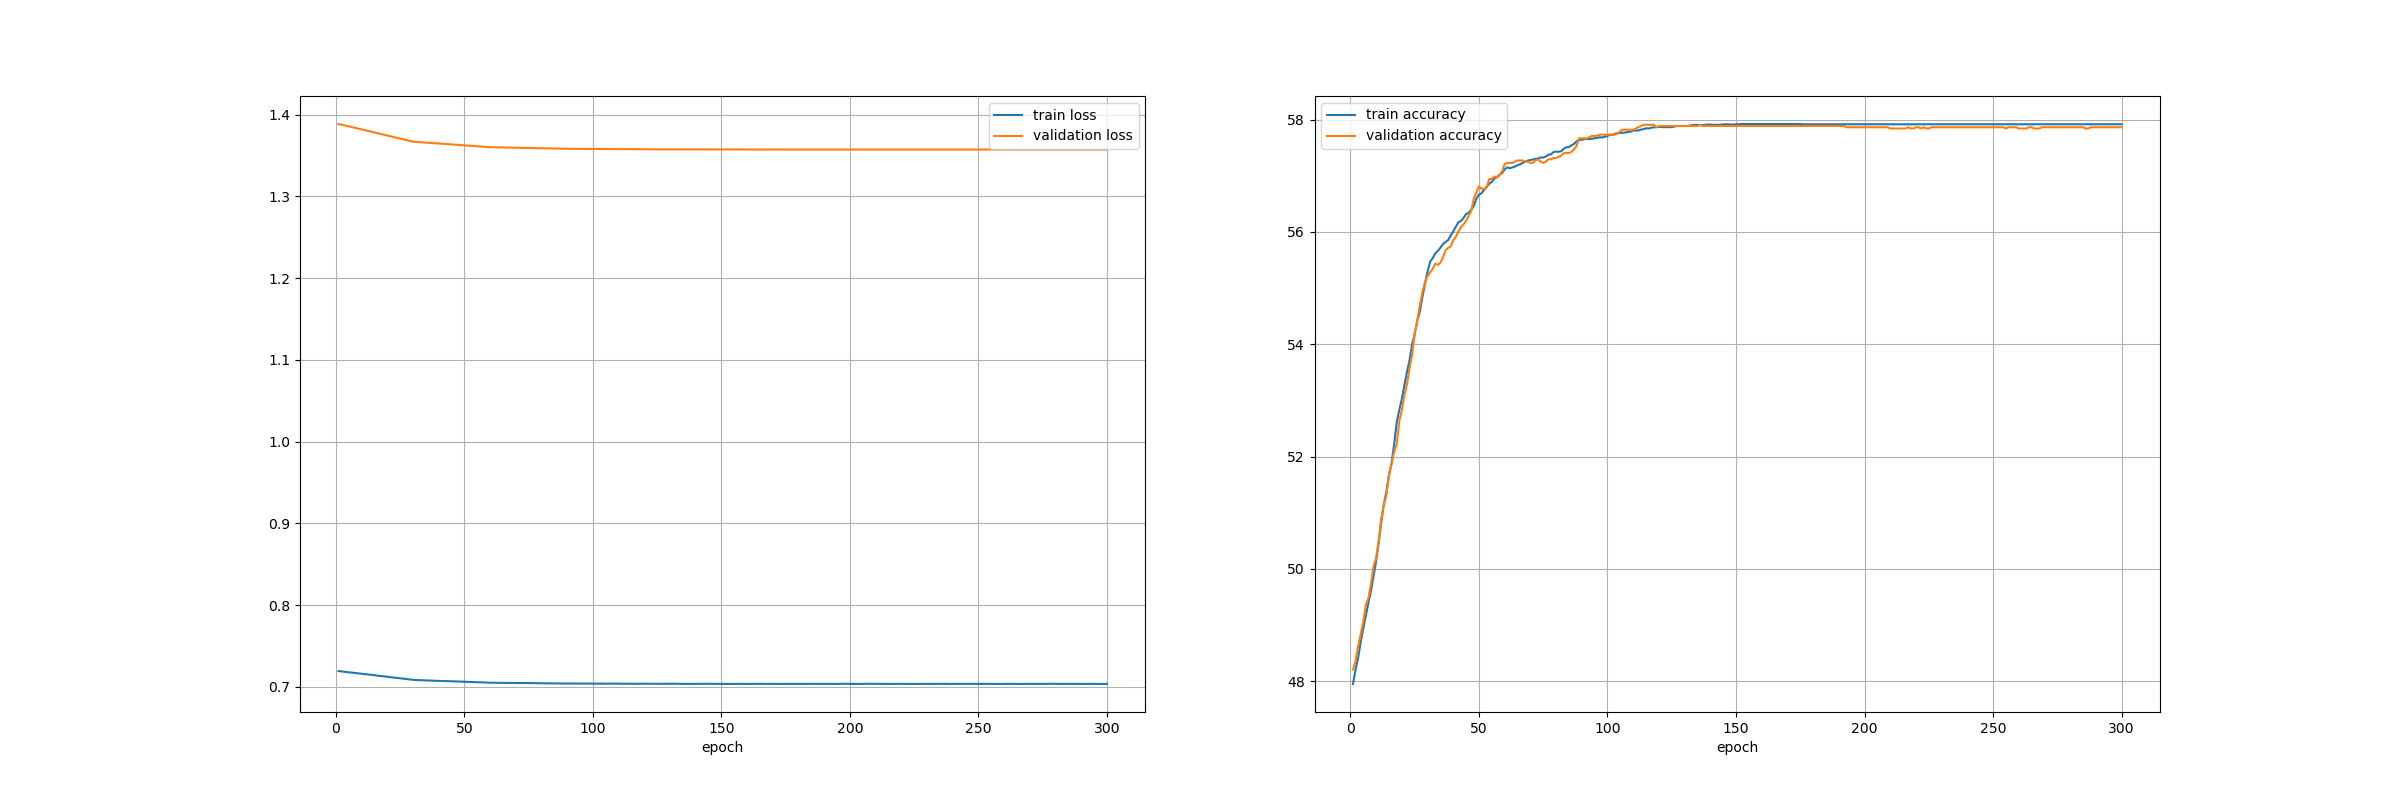 1.4
1.3
1.2
1.1
1.0
0.9
0.8
0.7
0 50 100 150 200 250 300
epoch
train loss
validation loss
58
56
54
52
50
48
0 50 100 150 200 250 300
epoch
train accuracy
validation accuracy